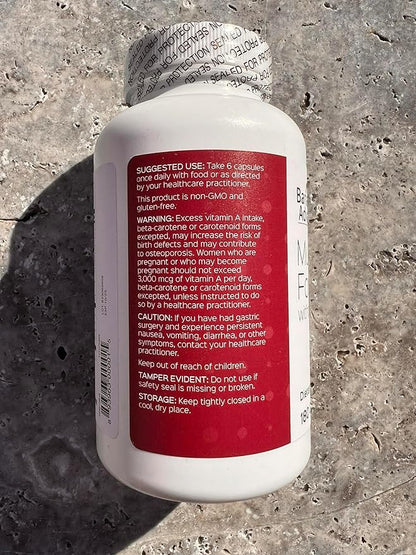 SEALED FOR
SUGGESTED USE: Take 6 capsules
once daily with food or as directed
by your healthcare practitioner.
This product is non-GMO and
gluten-free.
WARNING: Excess vitamin A intake,
beta-carotene or carotenoid forms
excepted, may increase the risk of
birth defects and may contribute
to osteoporosis. Women who are
pregnant or who may become
pregnant should not exceed
3,000 mcg of vitamin A per day,
beta-carotene or carotenoid forms
excepted, unless instructed to do
so by a healthcare practitioner.
CAUTION: If you have had gastric
surgery and experience persistent
nausea, vomiting, diarrhea, or other
symptoms, contact your healthcare
practitioner.
Keep out of reach of children.
TAMPER EVIDENT: Do not use if
safety seal is missing or broken.
STORAGE: Keep tightly closed in a
cool, dry place.
Ba
M
Fo
180